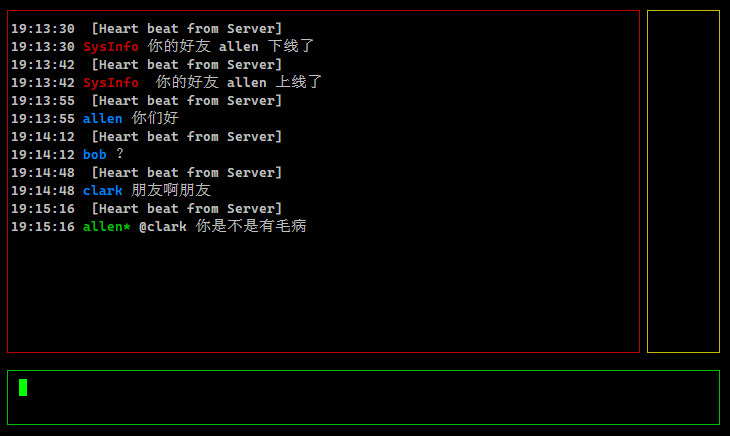 19:13:30 [Heart beat from Server]
19:13:30 SysInfo 你的好友 allen 下线了
19:13:42 [Heart beat from Server]
19:13:42 SysInfo 你的好友 allen 上线了
19:13:55 [Heart beat from Server]
19:13:55 allen 你们好
19:14:12 [Heart beat from Server]
19:14:12 bob ？
19:14:48 [Heart beat from Server]
19:14:48 clark 朋友啊朋友
19:15:16 [Heart beat from Server]
19:15:16 allen* @clark 你是不是有毛病